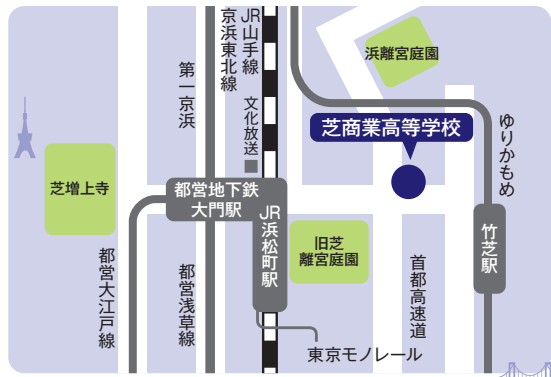 JR山手線
京浜東北線
浜離宮庭園
第一京浜
文化放送
芝商業高等学校
ゆりかもめ
芝増上寺
都営地下鉄
大門駅
JR浜松町駅
旧芝
離宮庭園
竹芝駅
都営大江戸線
都営浅草線
首都高速道
東京モノレール